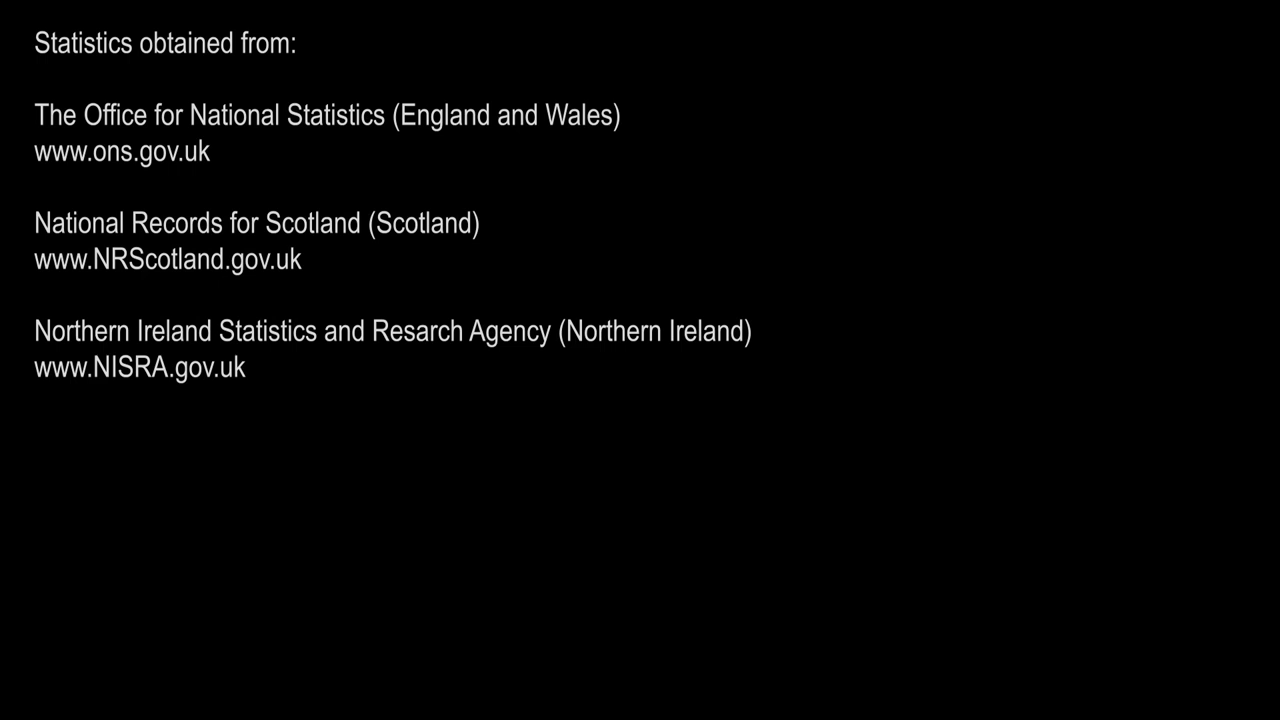 Statistics obtained from:
The Office for National Statistics (England and Wales)
www.ons.gov.uk
National Records for Scotland (Scotland)
www.NRScotland.gov.uk
Northern Ireland Statistics and Resarch Agency (Northern Ireland)
www.NISRA.gov.uk